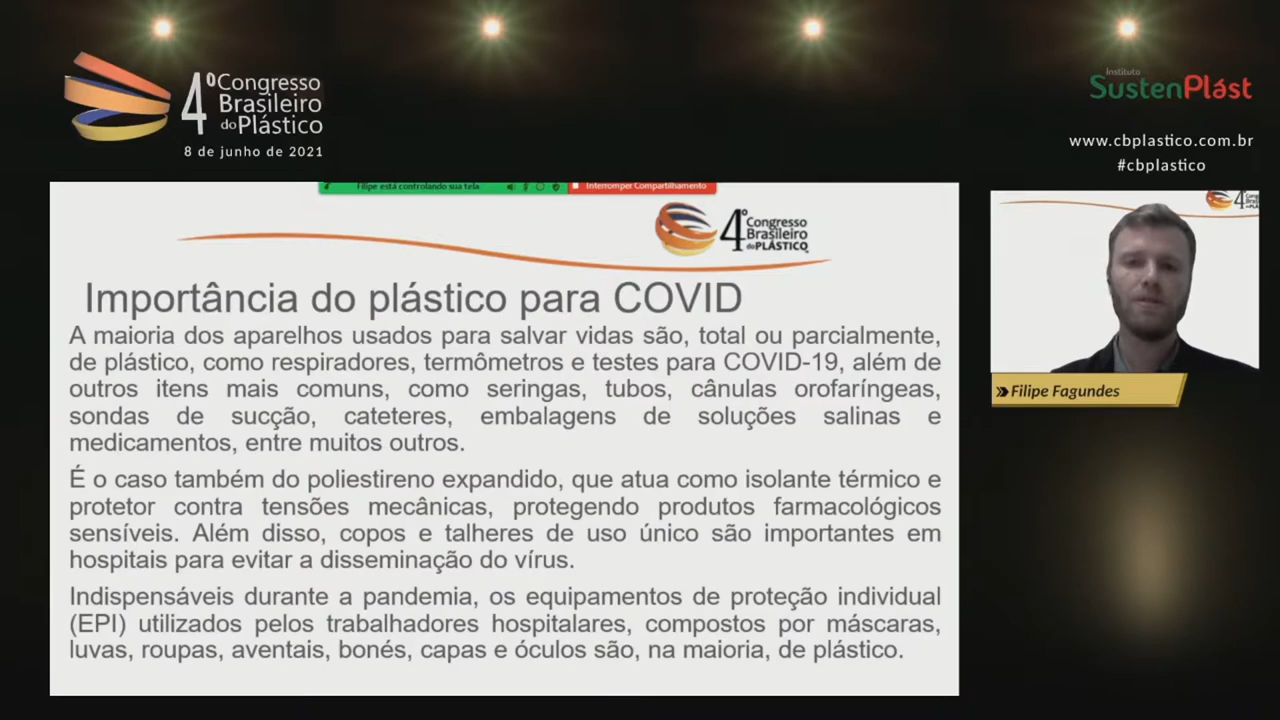 4º Congresso
Brasileiro
do Plástico
8 de junho de 2021
Instituto
SustenPlást
www.cbplastico.com.br
#cbplastico
Filipe está controlando sua tela
Interromper Compartilhamento
4º Congresso
Brasileiro
do PLÁSTICO
Importância do plástico para COVID
A maioria dos aparelhos usados para salvar vidas são, total ou parcialmente,
de plástico, como respiradores, termômetros e testes para COVID-19, além de
outros itens mais comuns, como seringas, tubos, cânulas orofaríngeas,
sondas de sucção, cateteres, embalagens de soluções salinas e
medicamentos, entre muitos outros.
É o caso também do poliestireno expandido, que atua como isolante térmico e
protetor contra tensões mecânicas, protegendo produtos farmacológicos
sensíveis. Além disso, copos e talheres de uso único são importantes em
hospitais para evitar a disseminação do vírus.
Indispensáveis durante a pandemia, os equipamentos de proteção individual
(EPI) utilizados pelos trabalhadores hospitalares, compostos por máscaras,
luvas, roupas, aventais, bonés, capas e óculos são, na maioria, de plástico.
Filipe Fagundes